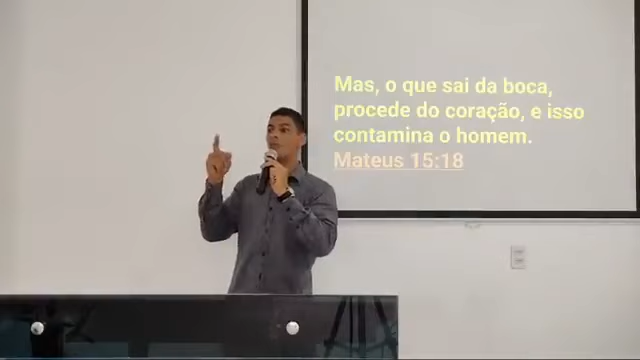 Mas, o que sai da boca,
procede do coração, e isso
contamina o homem.
Mateus 15:18